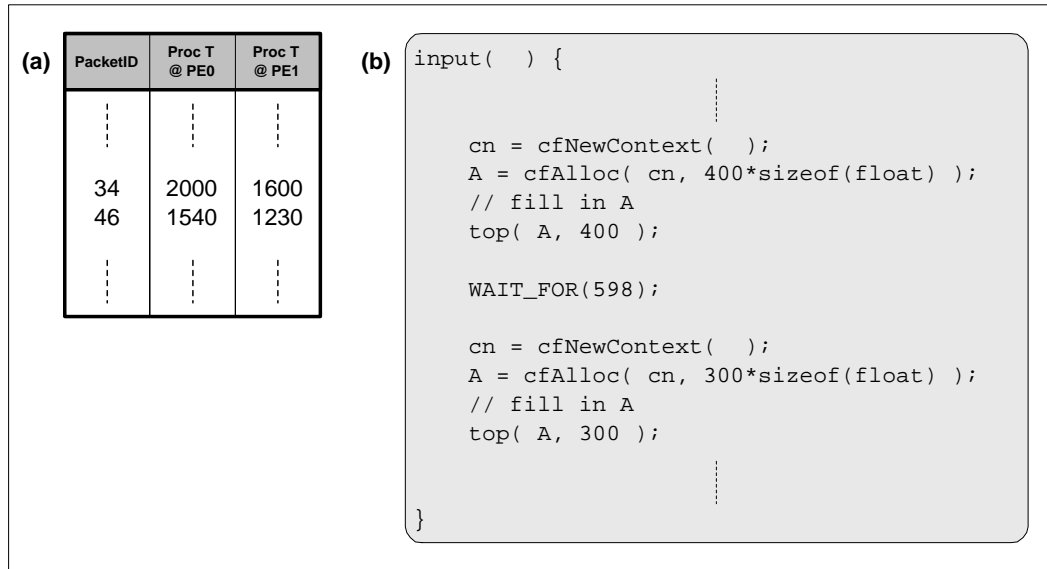 (a)
PacketID Proc T @ PE0 Proc T @ PE1
34 2000 1600
46 1540 1230
(b)
input(   ) {
cn = cfNewContext(   );
A = cfAlloc( cn, 400*sizeof(float) );
// fill in A
top( A, 400 );
WAIT_FOR(598);
cn = cfNewContext(   );
A = cfAlloc( cn, 300*sizeof(float) );
// fill in A
top( A, 300 );
}